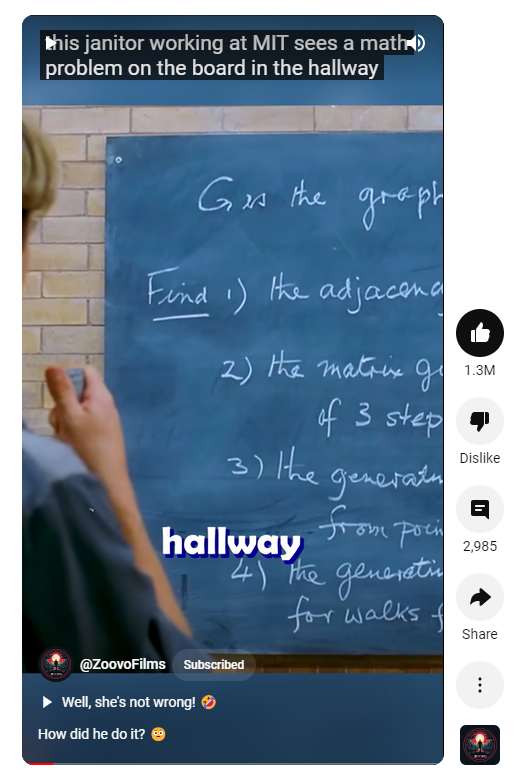 this janitor working at MIT sees a math
problem on the board in the hallway
G is the graph
Find 1) the adjacenc
2) the matrix gi
of 3 step
3) the generatin
from poin
4) the generatin
for walks f
hallway
@ZoovoFilms Subscribed
Well, she's not wrong! 🤣
How did he do it? 😳
1.3M
Dislike
2,985
Share